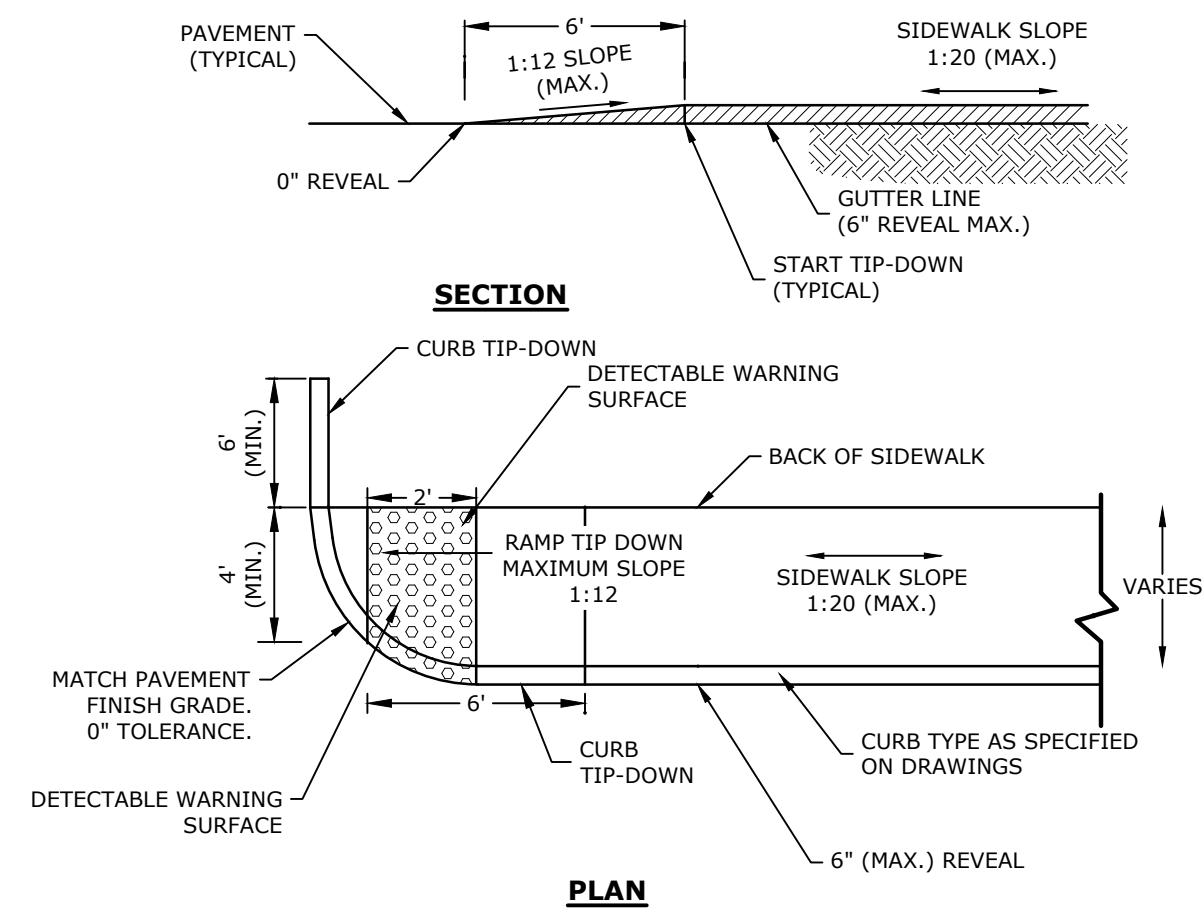 PAVEMENT
(TYPICAL)
6'
1:12 SLOPE
(MAX.)
SIDEWALK SLOPE
1:20 (MAX.)
0" REVEAL
GUTTER LINE
(6" REVEAL MAX.)
START TIP-DOWN
(TYPICAL)
SECTION
CURB TIP-DOWN
DETECTABLE WARNING
SURFACE
6'
(MIN.)
BACK OF SIDEWALK
2'
4'
(MIN.)
RAMP TIP DOWN
MAXIMUM SLOPE
1:12
SIDEWALK SLOPE
1:20 (MAX.)
VARIES
MATCH PAVEMENT
FINISH GRADE.
0" TOLERANCE.
6'
CURB
TIP-DOWN
CURB TYPE AS SPECIFIED
ON DRAWINGS
DETECTABLE WARNING
SURFACE
6" (MAX.) REVEAL
PLAN